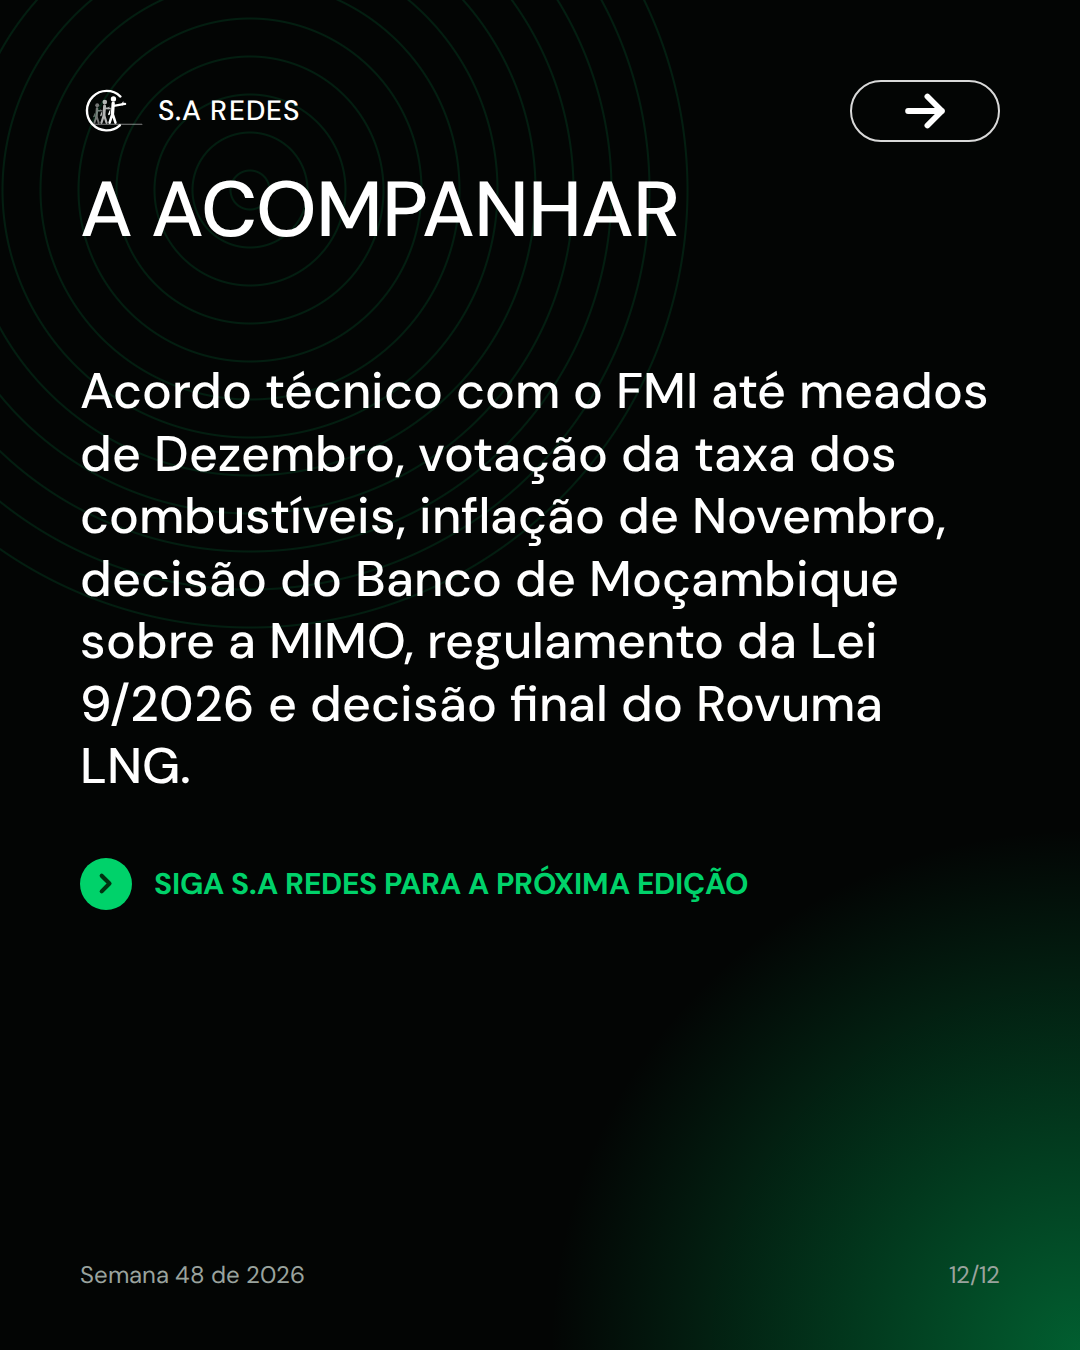 S.A REDES
A ACOMPANHAR
Acordo técnico com o FMI até meados
de Dezembro, votação da taxa dos
combustíveis, inflação de Novembro,
decisão do Banco de Moçambique
sobre a MIMO, regulamento da Lei
9/2026 e decisão final do Rovuma
LNG.
SIGA S.A REDES PARA A PRÓXIMA EDIÇÃO
Semana 48 de 2026
12/12